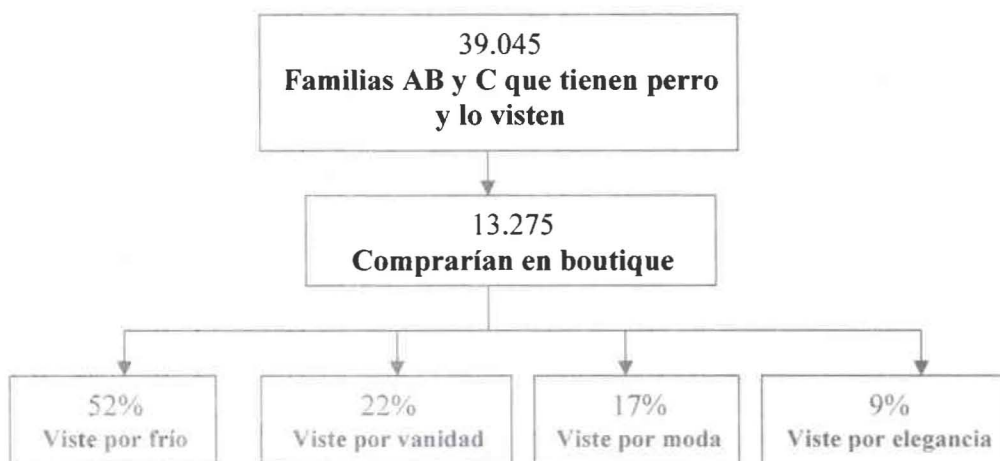 39.045
Familias AB y C que tienen perro
y lo visten
13.275
Comprarían en boutique
52%
Viste por frío
22%
Viste por vanidad
17%
Viste por moda
9%
Viste por elegancia